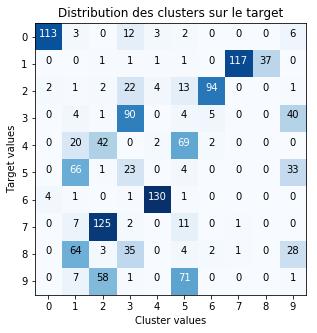 Distribution des clusters sur le target
0 113 3 0 12 3 2 0 0 0 6
1 0 0 1 1 1 1 0 117 37 0
2 2 1 2 22 4 13 94 0 0 1
3 0 4 1 90 0 4 5 0 0 40
4 0 20 42 0 2 69 2 0 0 0
5 0 66 1 23 0 4 0 0 0 33
6 4 1 0 1 130 1 0 0 0 0
7 0 7 125 2 0 11 1 0 0 0
8 0 64 3 35 0 4 2 1 0 28
9 0 7 58 1 0 71 0 0 0 1
0 1 2 3 4 5 6 7 8 9
Cluster values
Target values